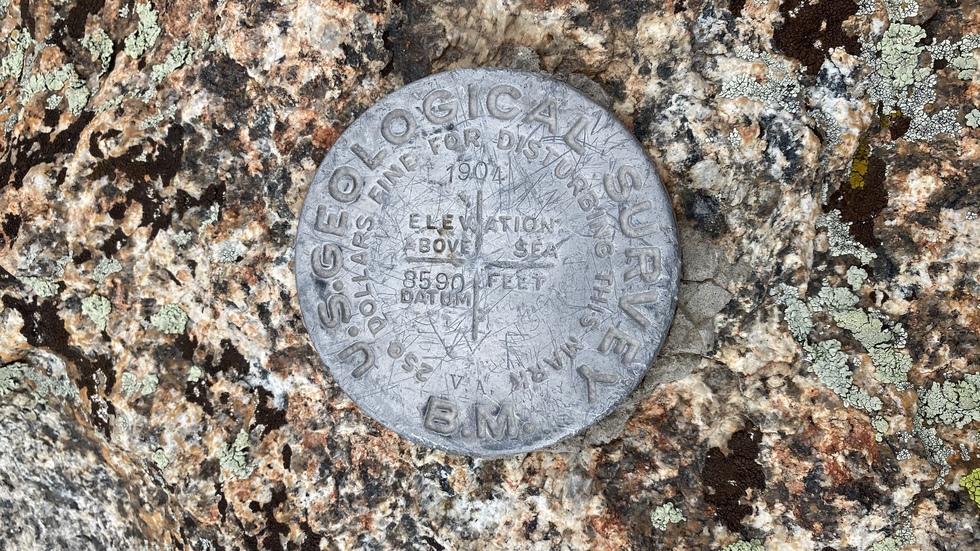 U.S. GEOLOGICAL SURVEY
B.M.
250 DOLLARS FINE FOR DISTURBING THIS MARK
1904
ELEVATION
ABOVE SEA
8590 FEET
DATUM
V A